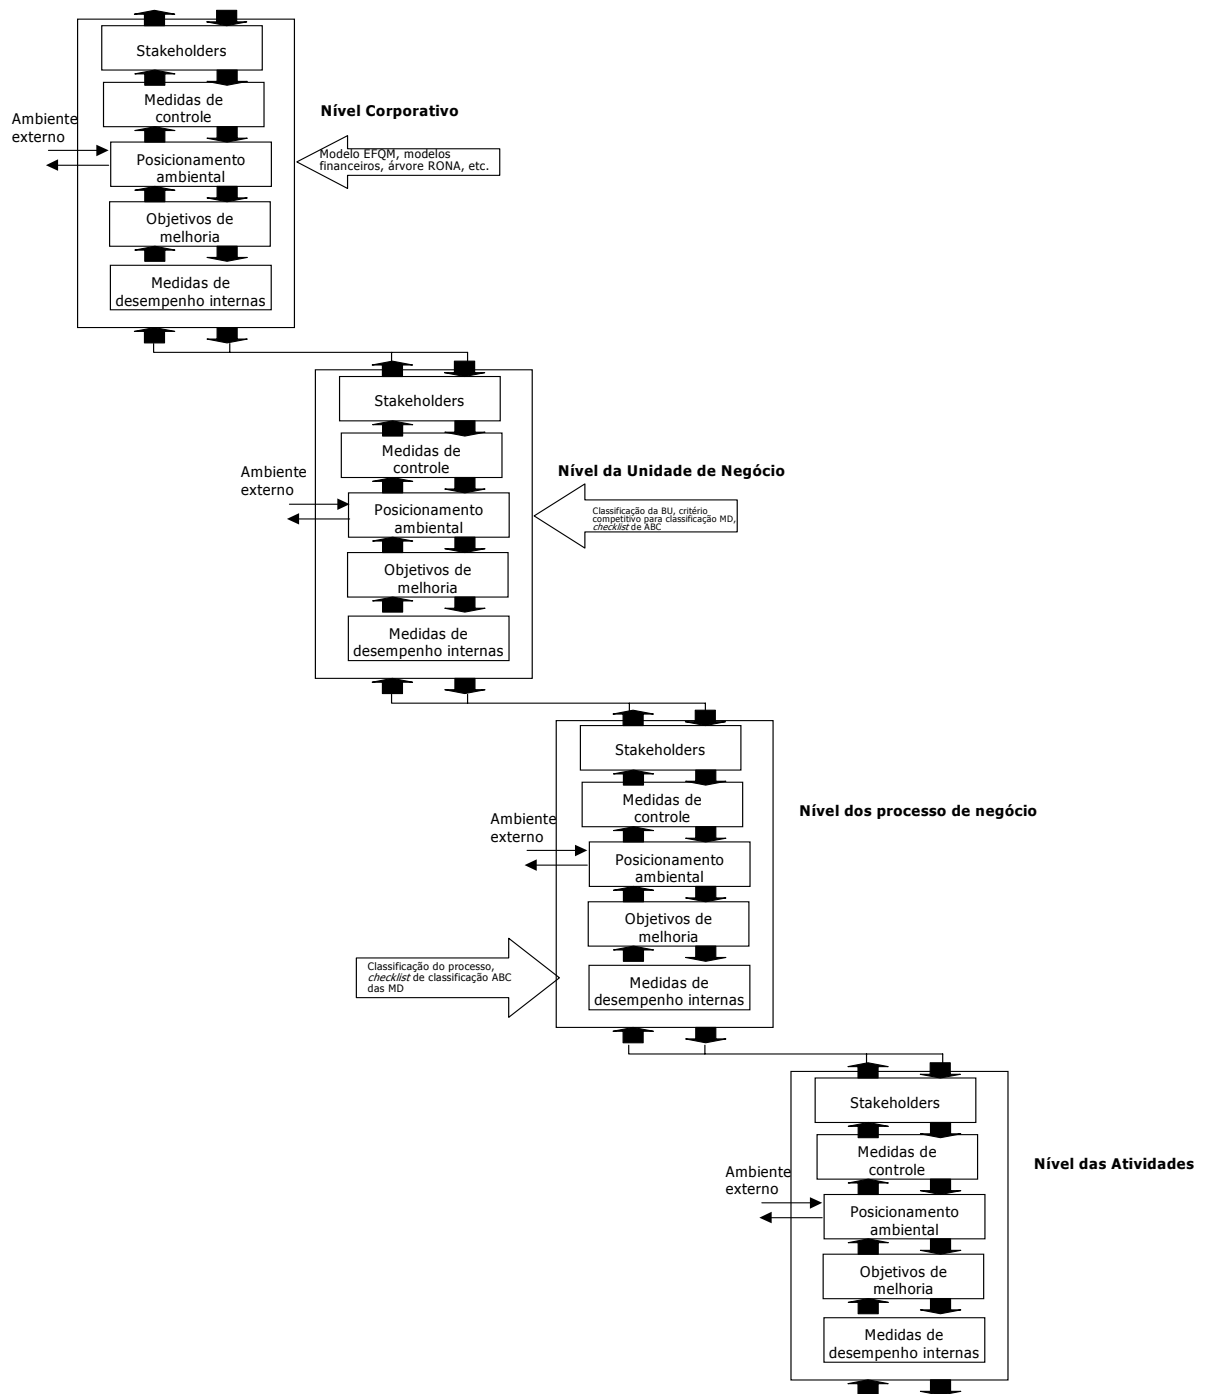 Stakeholders
Medidas de
controle
Nível Corporativo
Ambiente
externo
Posicionamento
ambiental
Modelo EFQM, modelos
financeiros, árvore RONA, etc.
Objetivos de
melhoria
Medidas de
desempenho internas
Stakeholders
Medidas de
controle
Nível da Unidade de Negócio
Ambiente
externo
Posicionamento
ambiental
Classificação da BU, critério
competitivo para classificação MD,
checklist de ABC
Objetivos de
melhoria
Medidas de
desempenho internas
Stakeholders
Medidas de
controle
Nível dos processo de negócio
Ambiente
externo
Posicionamento
ambiental
Objetivos de
melhoria
Classificação do processo,
checklist de classificação ABC
das MD
Medidas de
desempenho internas
Stakeholders
Medidas de
controle
Nível das Atividades
Ambiente
externo
Posicionamento
ambiental
Objetivos de
melhoria
Medidas de
desempenho internas